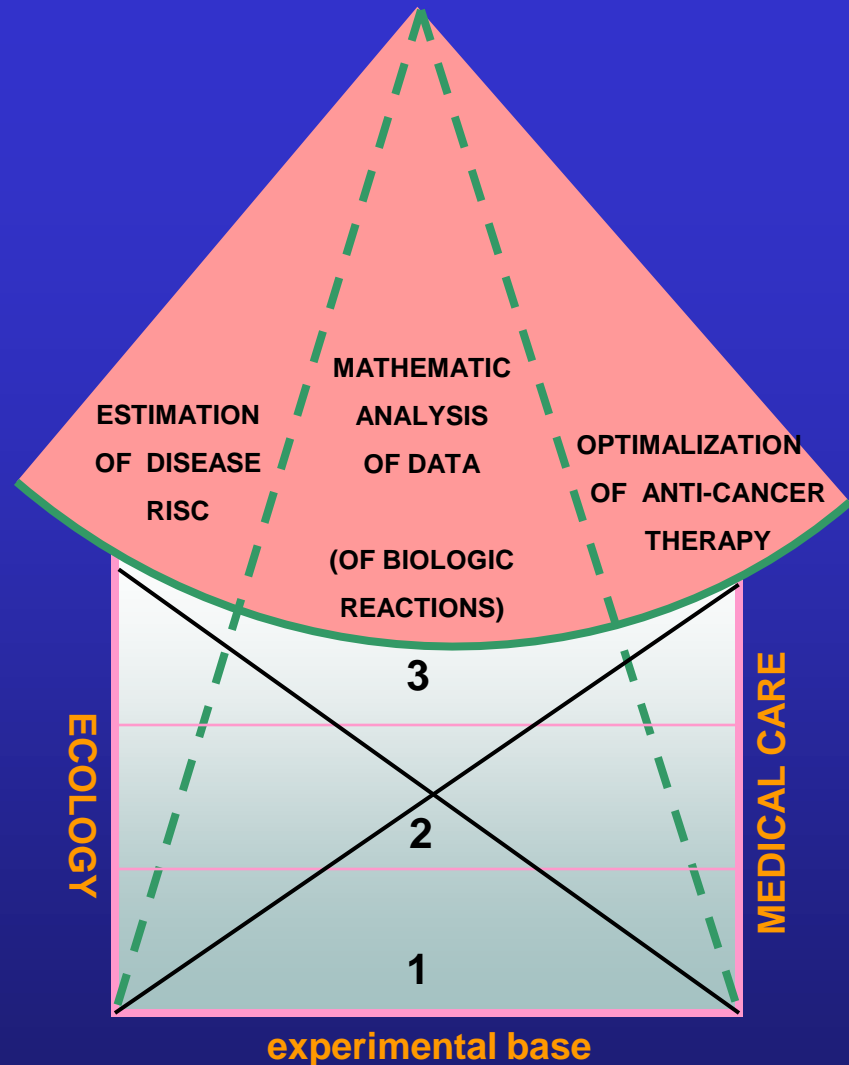 ESTIMATION
OF DISEASE
RISC
MATHEMATIC
ANALYSIS
OF DATA
(OF BIOLOGIC
REACTIONS)
OPTIMALIZATION
OF ANTI-CANCER
THERAPY
3
ECOLOGY
MEDICAL CARE
2
1
experimental base